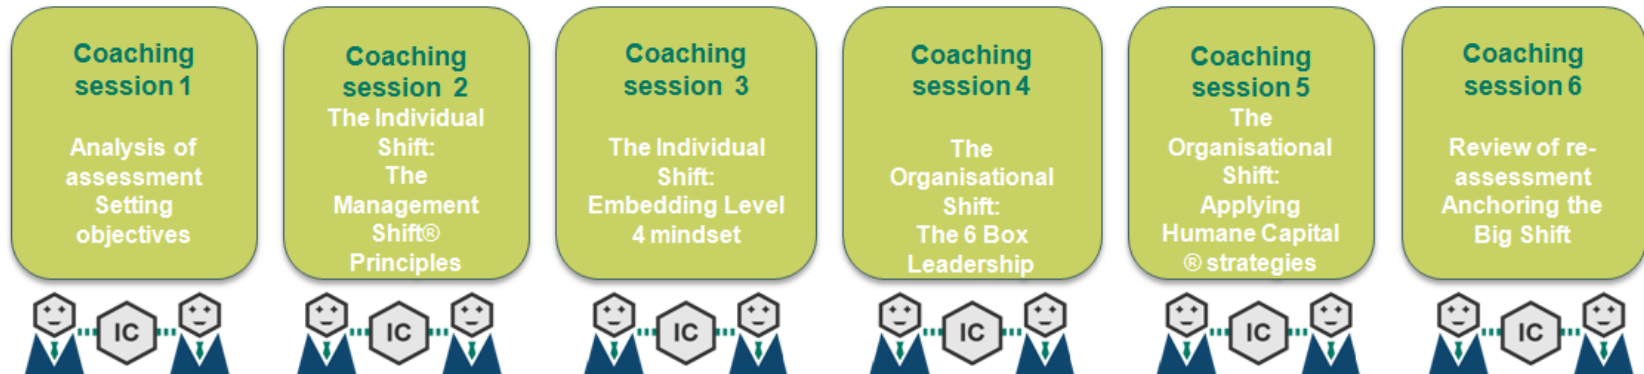 Coaching
session 1
Analysis of
assessment
Setting
objectives
Coaching
session 2
The Individual
Shift:
The
Management
Shift®
Principles
Coaching
session 3
The Individual
Shift:
Embedding Level
4 mindset
Coaching
session 4
The
Organisational
Shift:
The 6 Box
Leadership
Coaching
session 5
The
Organisational
Shift:
Applying
Humane Capital
® strategies
Coaching
session 6
Review of re-
assessment
Anchoring the
Big Shift
IC
IC
IC
IC
IC
IC